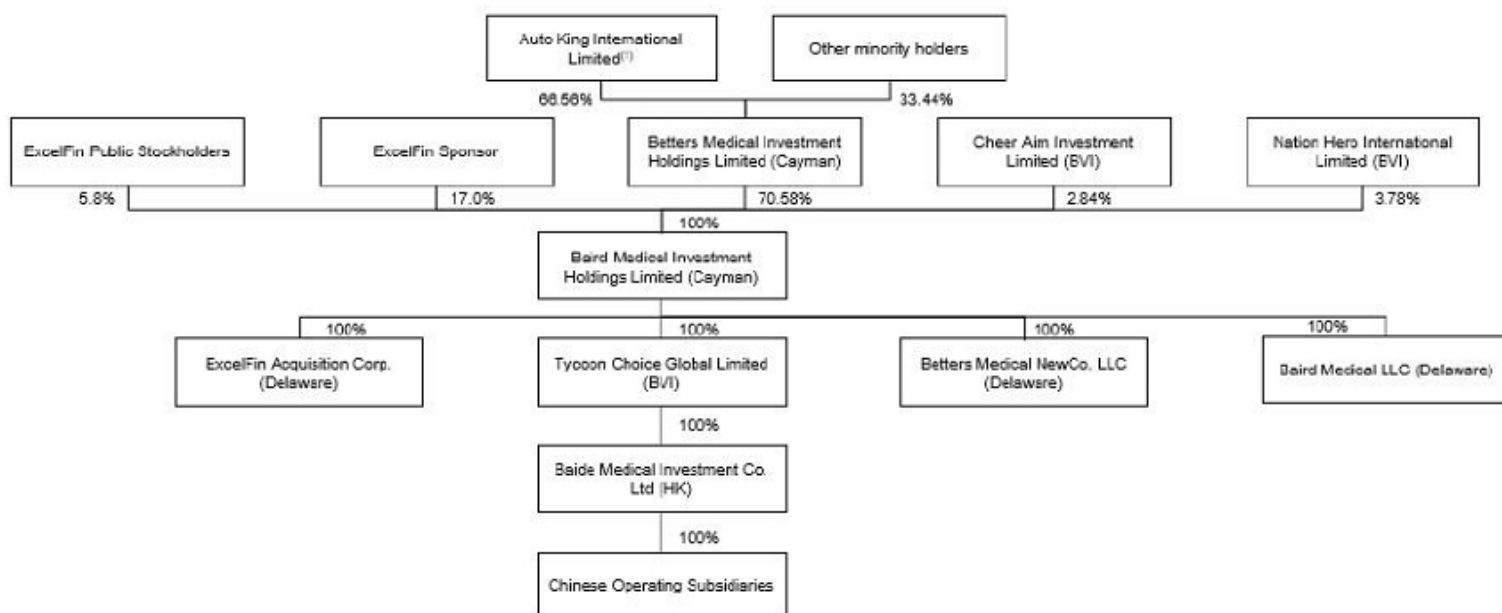 Auto King International
Limited(1)
Other minority holders
66.56%
33.44%
ExcelFin Public Stockholders
ExcelFin Sponsor
Betters Medical Investment
Holdings Limited (Cayman)
Cheer Aim Investment
Limited (BVI)
Nation Hero International
Limited (BVI)
5.8%
17.0%
70.58%
2.84%
3.78%
100%
Baird Medical Investment
Holdings Limited (Cayman)
100%
100%
100%
100%
ExcelFin Acquisition Corp.
(Delaware)
Tycoon Choice Global Limited
(BVI)
Betters Medical NewCo, LLC
(Delaware)
Baird Medical LLC (Delaware)
100%
Baide Medical Investment Co.
Ltd (HK)
100%
Chinese Operating Subsidiaries